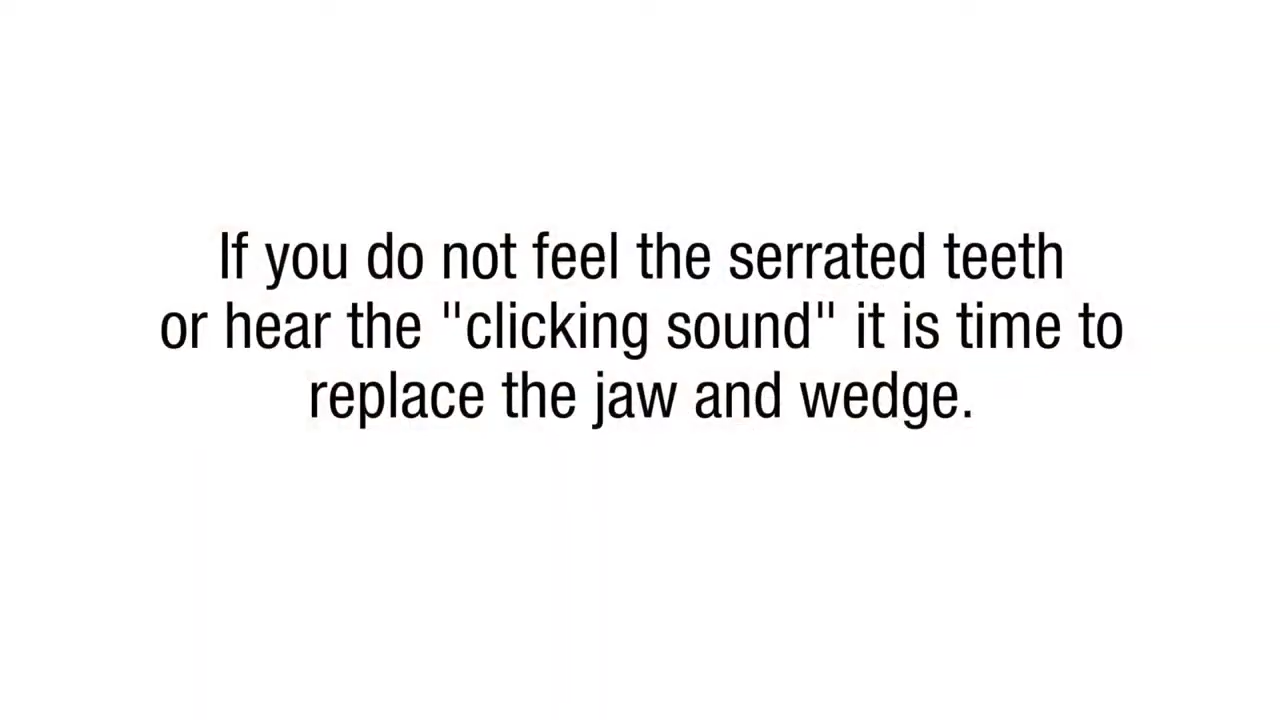 If you do not feel the serrated teeth
or hear the "clicking sound" it is time to
replace the jaw and wedge.